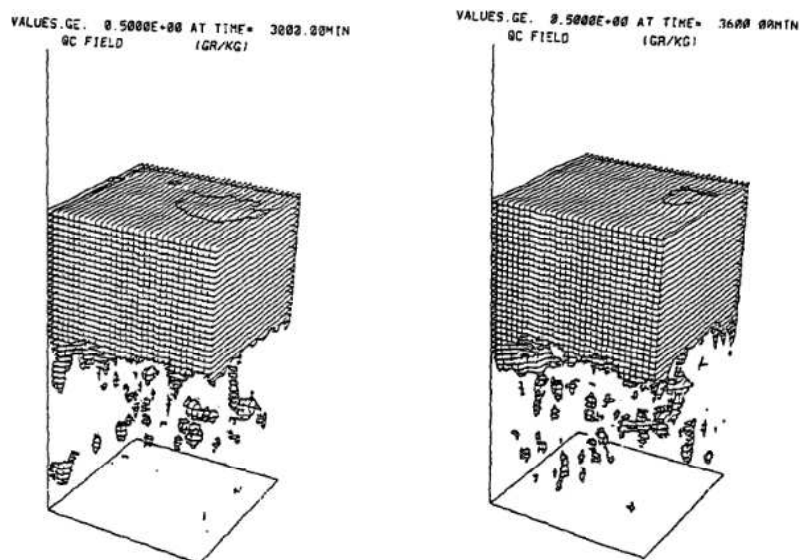 VALUES.GE. 0.5000E+00 AT TIME= 3000.00MIN
QC FIELD (GR/KG)
VALUES.GE. 0.5000E+00 AT TIME= 3600 00MIN
QC FIELD (GR/KG)